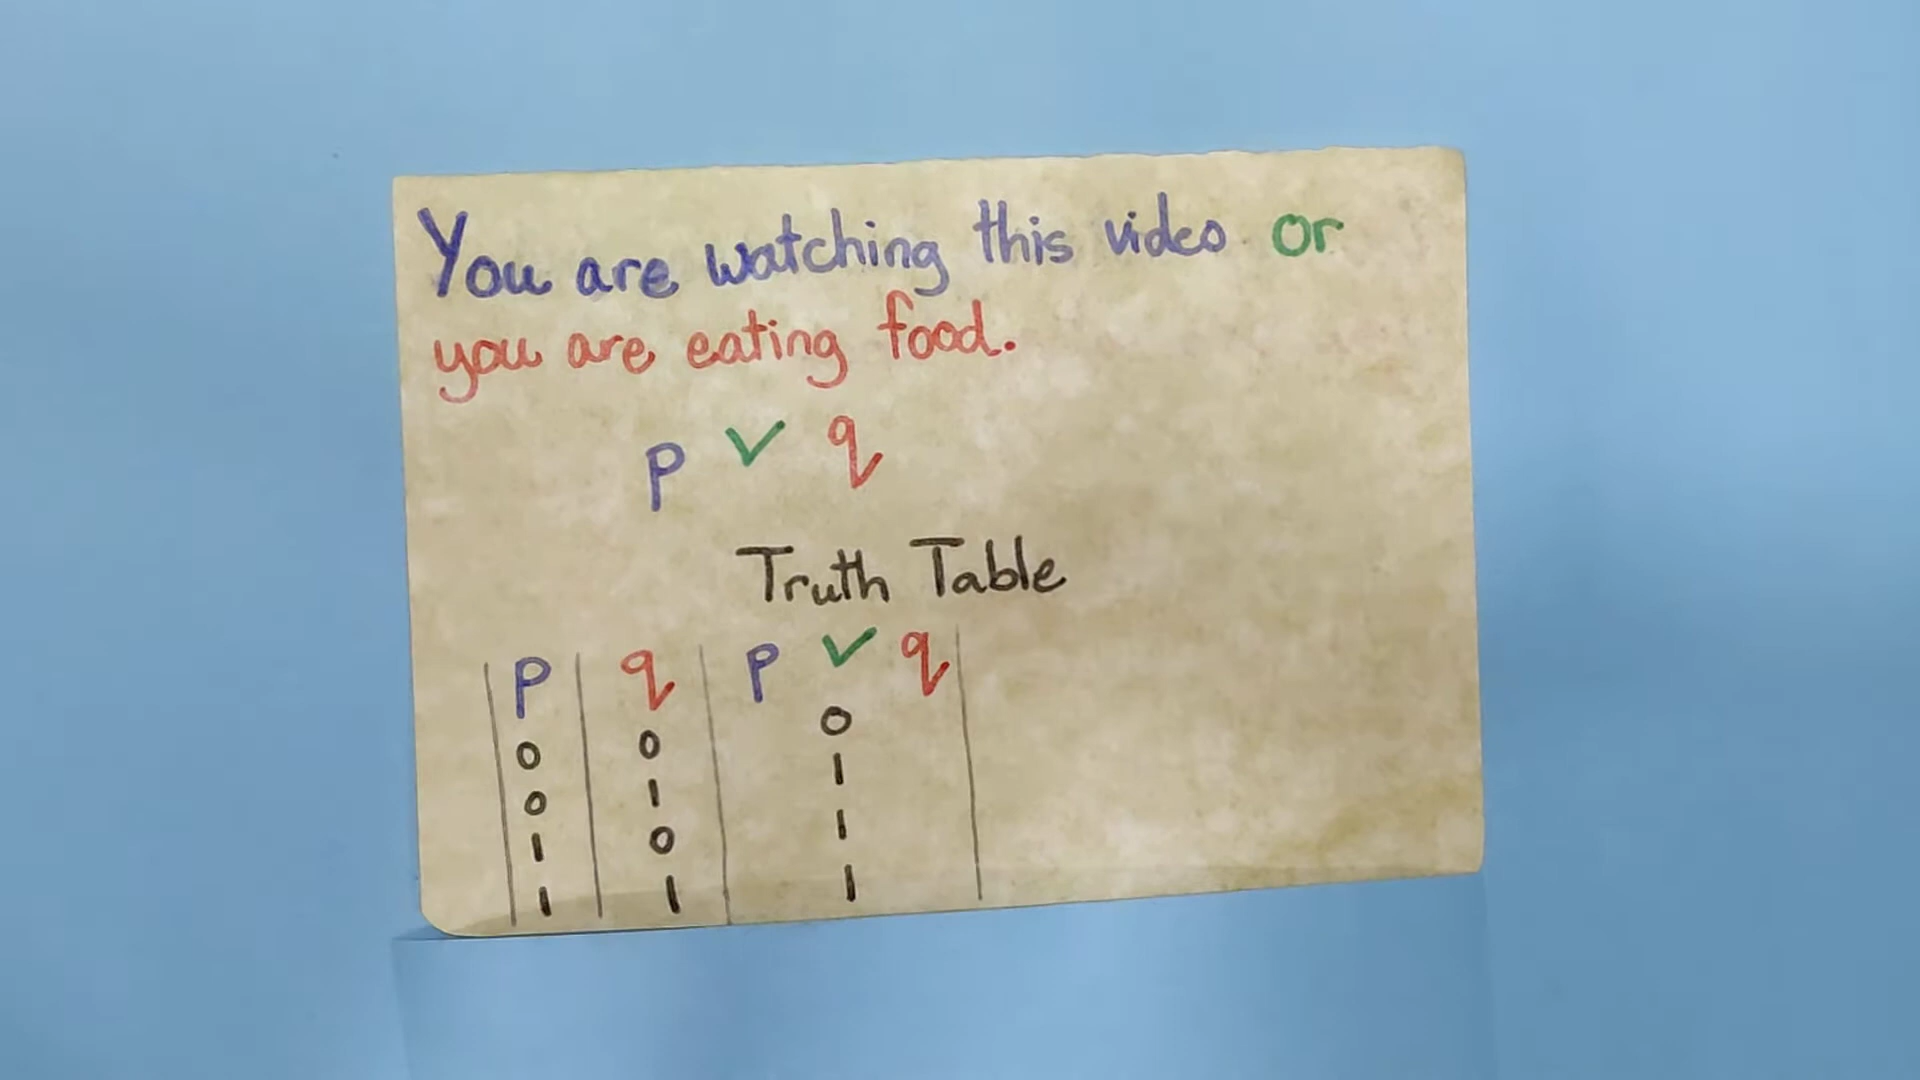 You are watching this video or
you are eating food.
p ∨ q
Truth Table
p q p ∨ q
0 0 0
0 1 1
1 0 1
1 1 1